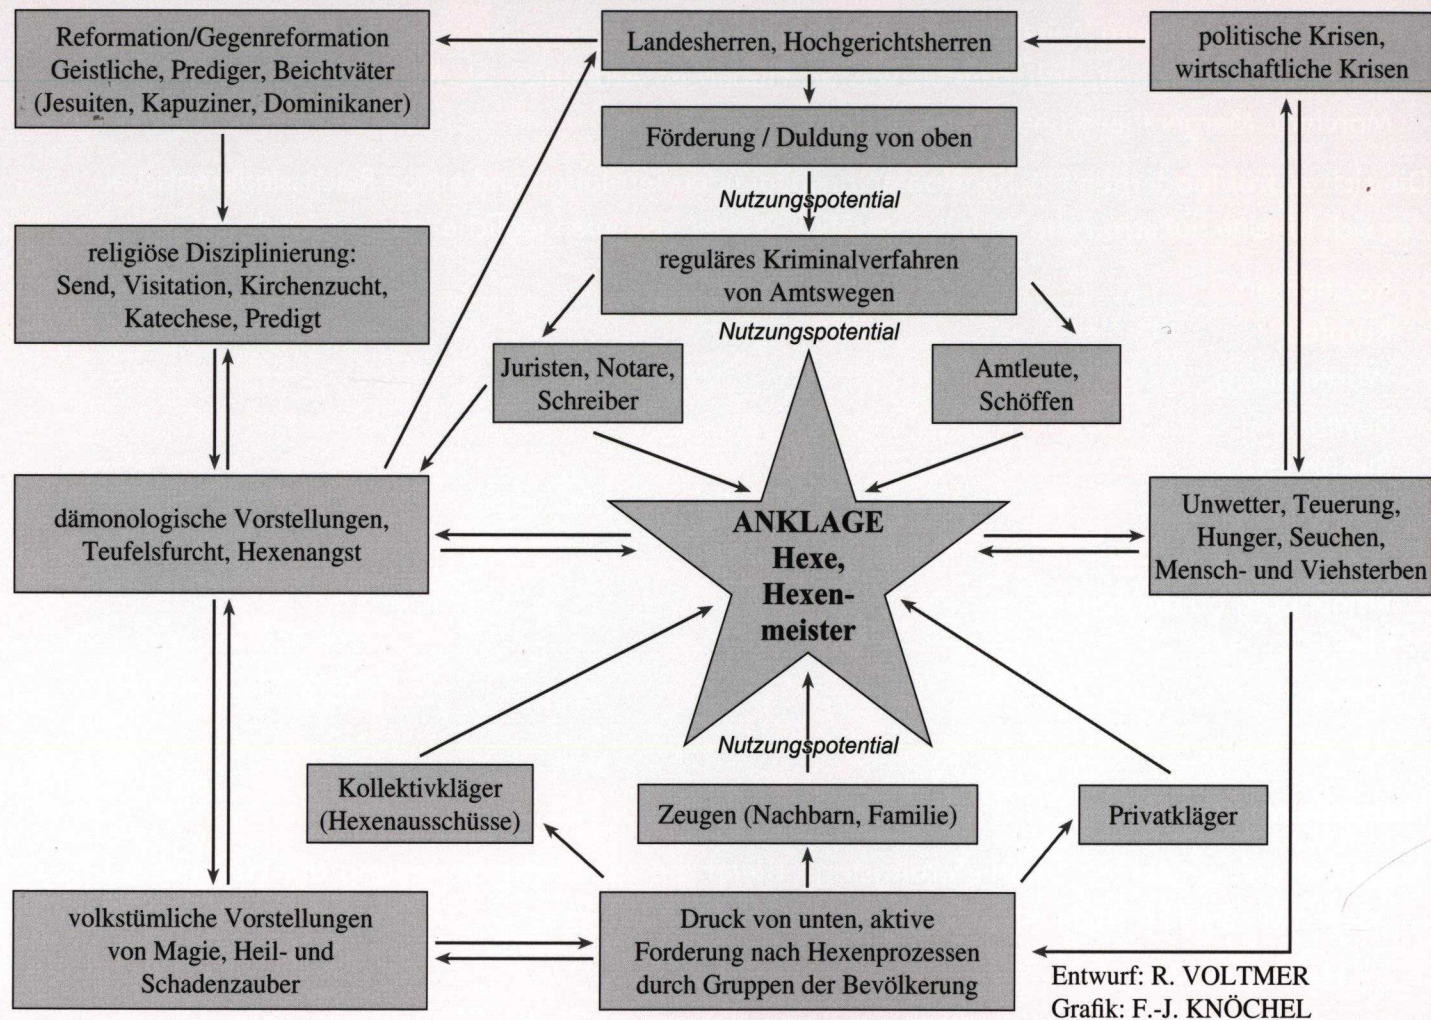 Reformation/Gegenreformation
Geistliche, Prediger, Beichtväter
(Jesuiten, Kapuziner, Dominikaner)
Landesherren, Hochgerichtsherren
politische Krisen,
wirtschaftliche Krisen
Förderung / Duldung von oben
Nutzungspotential
religiöse Disziplinierung:
Send, Visitation, Kirchenzucht,
Katechese, Predigt
reguläres Kriminalverfahren
von Amtswegen
Nutzungspotential
Juristen, Notare,
Schreiber
Amtleute,
Schöffen
dämonologische Vorstellungen,
Teufelsfurcht, Hexenangst
ANKLAGE
Hexe,
Hexen-
meister
Unwetter, Teuerung,
Hunger, Seuchen,
Mensch- und Viehsterben
Nutzungspotential
Kollektivkläger
(Hexenausschüsse)
Zeugen (Nachbarn, Familie)
Privatkläger
volkstümliche Vorstellungen
von Magie, Heil- und
Schadenzauber
Druck von unten, aktive
Forderung nach Hexenprozessen
durch Gruppen der Bevölkerung
Entwurf: R. VOLTMER
Grafik: F.-J. KNÖCHEL